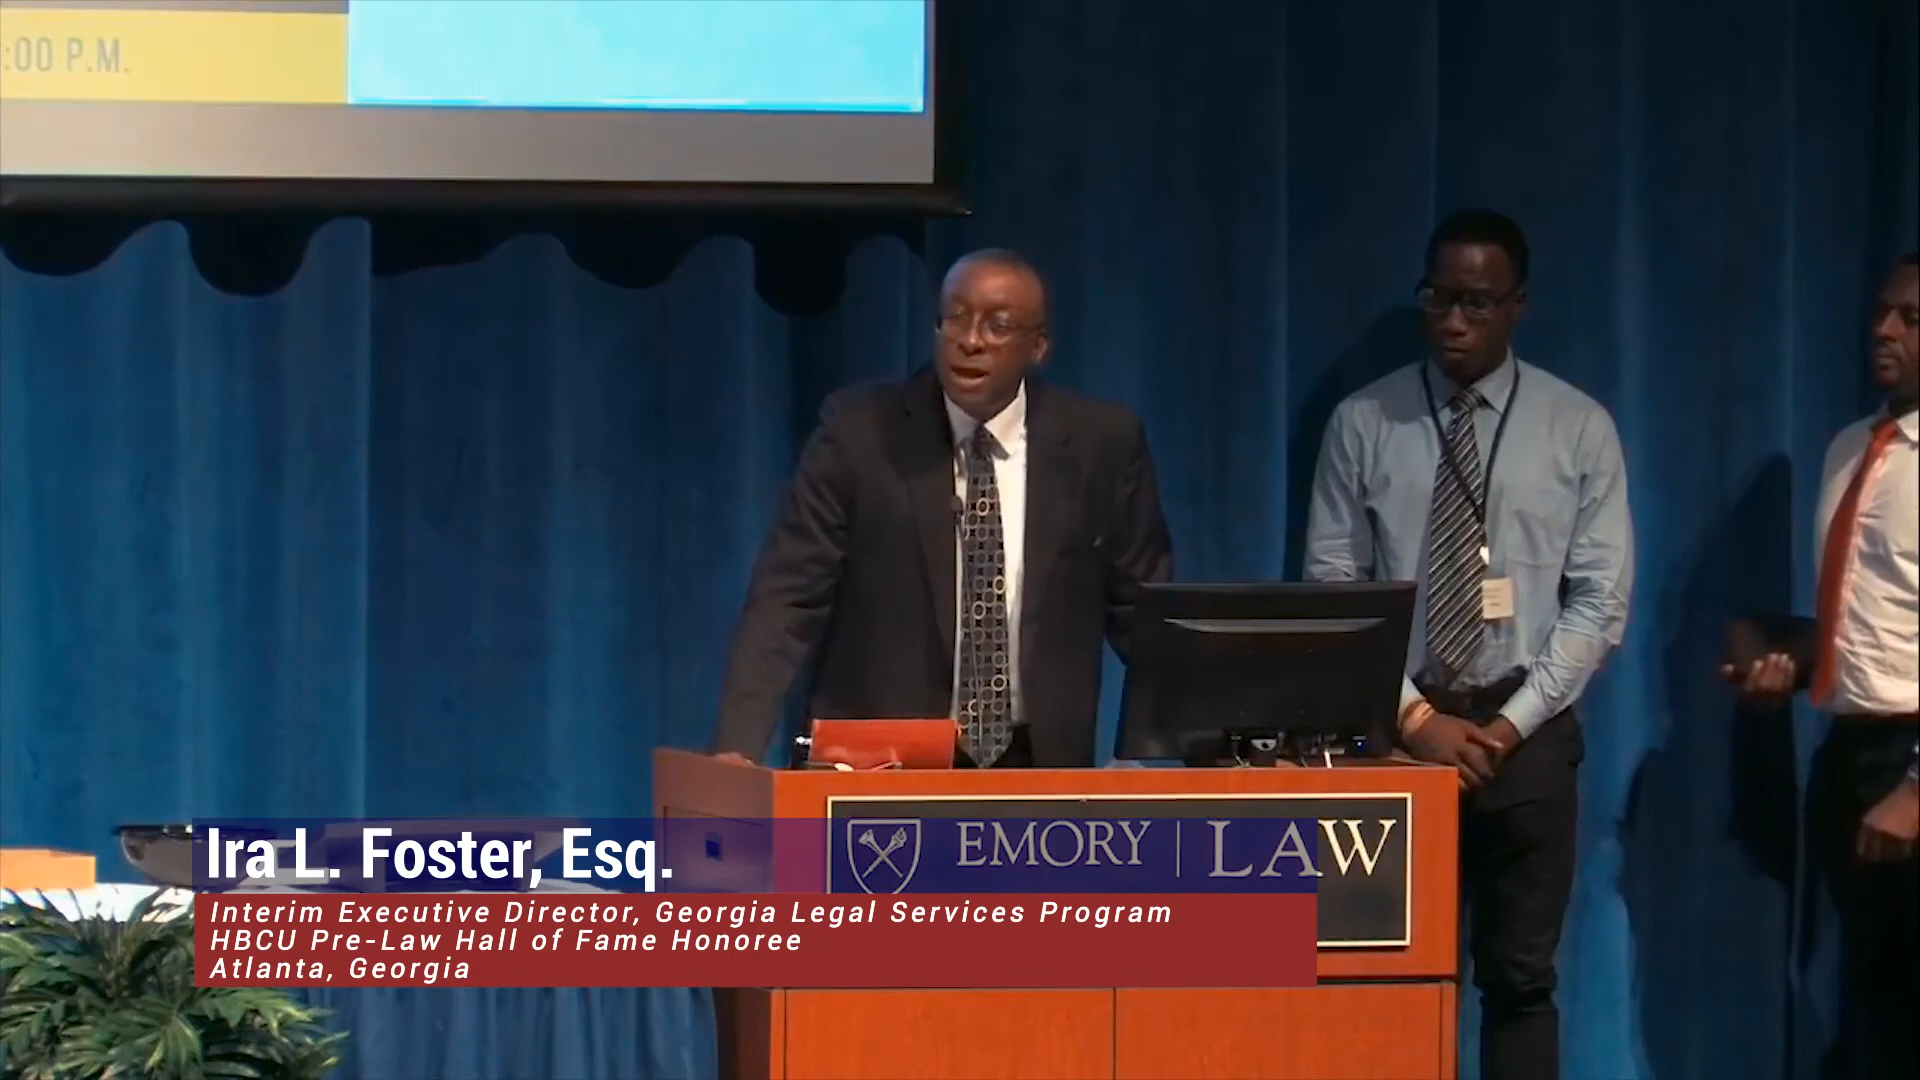 :00 P.M.
EMORY | LAW
Ira L. Foster, Esq.
Interim Executive Director, Georgia Legal Services Program
HBCU Pre-Law Hall of Fame Honoree
Atlanta, Georgia